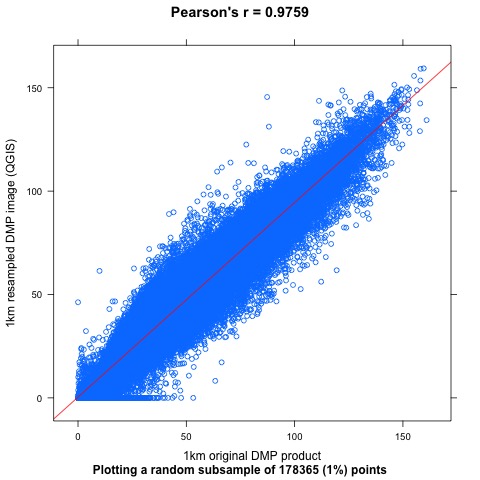 Pearson's r = 0.9759
1km resampled DMP image (QGIS)
150
100
50
0
0 50 100 150
1km original DMP product
Plotting a random subsample of 178365 (1%) points